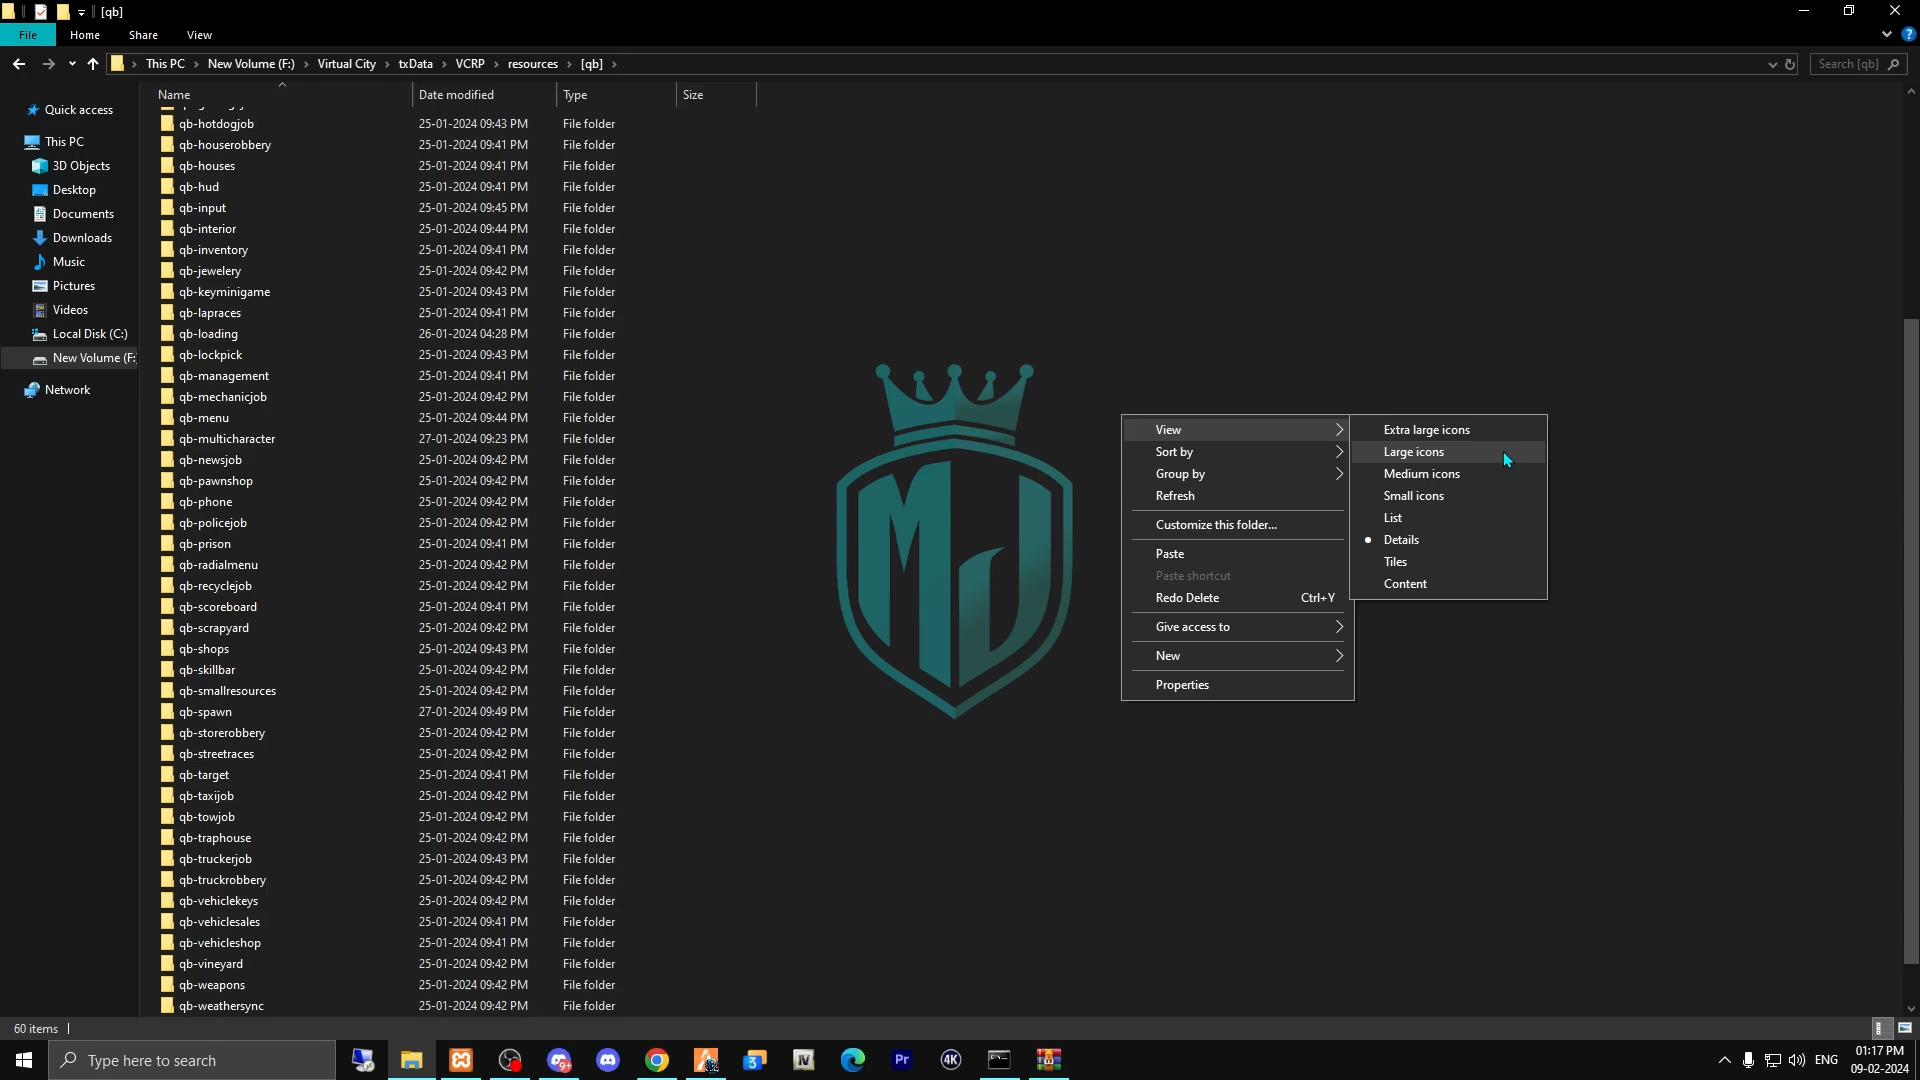 [qb]
File Home Share View
This PC New Volume (F:) Virtual City txData VCRP resources [qb] Search [qb]
Name Date modified Type Size
Quick access
This PC
3D Objects
Desktop
Documents
Downloads
Music
Pictures
Videos
Local Disk (C:)
New Volume (F:
Network
qb-hotdogjob 25-01-2024 09:43 PM File folder
qb-houserobbery 25-01-2024 09:41 PM File folder
qb-houses 25-01-2024 09:41 PM File folder
qb-hud 25-01-2024 09:41 PM File folder
qb-input 25-01-2024 09:45 PM File folder
qb-interior 25-01-2024 09:44 PM File folder
qb-inventory 25-01-2024 09:41 PM File folder
qb-jewelery 25-01-2024 09:42 PM File folder
qb-keyminigame 25-01-2024 09:43 PM File folder
qb-lapraces 25-01-2024 09:41 PM File folder
qb-loading 26-01-2024 04:28 PM File folder
qb-lockpick 25-01-2024 09:43 PM File folder
qb-management 25-01-2024 09:41 PM File folder
qb-mechanicjob 25-01-2024 09:42 PM File folder
qb-menu 25-01-2024 09:44 PM File folder
qb-multicharacter 27-01-2024 09:23 PM File folder
qb-newsjob 25-01-2024 09:42 PM File folder
qb-pawnshop 25-01-2024 09:42 PM File folder
qb-phone 25-01-2024 09:42 PM File folder
qb-policejob 25-01-2024 09:42 PM File folder
qb-prison 25-01-2024 09:41 PM File folder
qb-radialmenu 25-01-2024 09:42 PM File folder
qb-recyclejob 25-01-2024 09:42 PM File folder
qb-scoreboard 25-01-2024 09:41 PM File folder
qb-scrapyard 25-01-2024 09:42 PM File folder
qb-shops 25-01-2024 09:43 PM File folder
qb-skillbar 25-01-2024 09:42 PM File folder
qb-smallresources 25-01-2024 09:42 PM File folder
qb-spawn 27-01-2024 09:49 PM File folder
qb-storerobbery 25-01-2024 09:42 PM File folder
qb-streetraces 25-01-2024 09:42 PM File folder
qb-target 25-01-2024 09:41 PM File folder
qb-taxijob 25-01-2024 09:42 PM File folder
qb-towjob 25-01-2024 09:42 PM File folder
qb-traphouse 25-01-2024 09:42 PM File folder
qb-truckerjob 25-01-2024 09:43 PM File folder
qb-truckrobbery 25-01-2024 09:42 PM File folder
qb-vehiclekeys 25-01-2024 09:42 PM File folder
qb-vehiclesales 25-01-2024 09:41 PM File folder
qb-vehicleshop 25-01-2024 09:41 PM File folder
qb-vineyard 25-01-2024 09:42 PM File folder
qb-weapons 25-01-2024 09:42 PM File folder
qb-weathersync 25-01-2024 09:42 PM File folder
MJ
View
Sort by
Group by
Refresh
Customize this folder...
Paste
Paste shortcut
Redo Delete Ctrl+Y
Give access to
New
Properties
Extra large icons
Large icons
Medium icons
Small icons
List
Details
Tiles
Content
60 items
Type here to search
9+
3
IV
Pr
4K
ENG
01:17 PM
09-02-2024